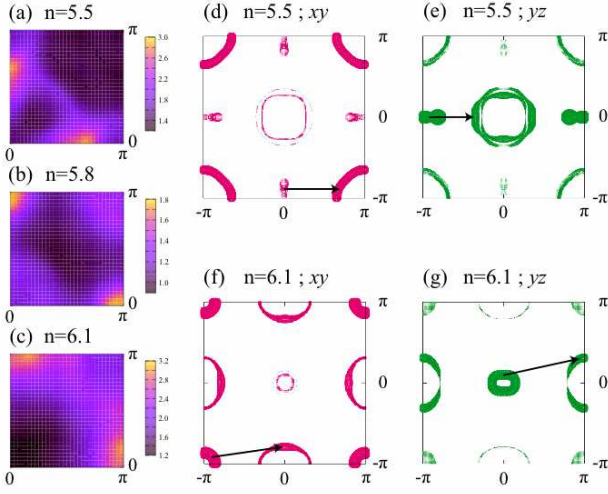 (a) n=5.5
π
0
0 π
3.0
2.6
2.2
1.8
1.4
(b) n=5.8
π
0
0 π
1.8
1.6
1.4
1.2
1.0
(c) n=6.1
π
0
0 π
3.2
2.8
2.4
2.0
1.6
1.2
(d) n=5.5 ; xy
-π 0 π
(e) n=5.5 ; yz
π
0
-π
-π 0 π
(f) n=6.1 ; xy
-π 0 π
(g) n=6.1 ; yz
π
0
-π
-π 0 π